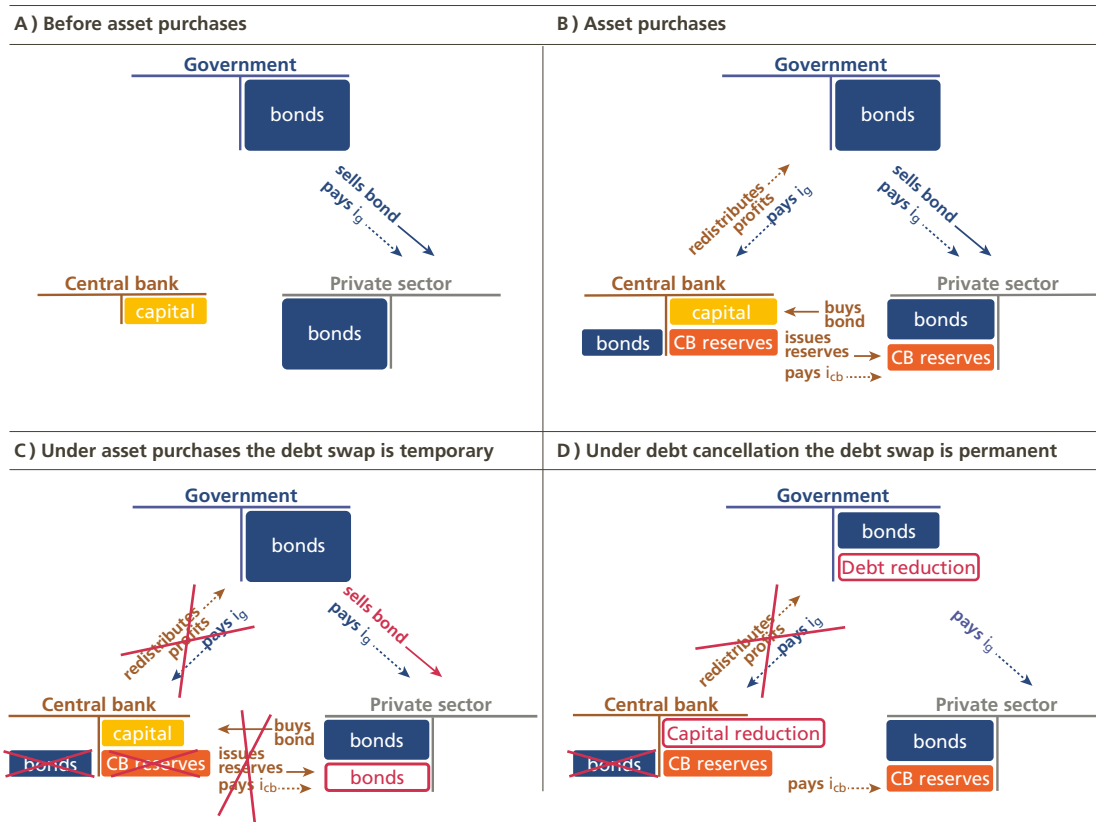 A) Before asset purchases
Government
bonds
sells bond
pays ig
Central bank
capital
Private sector
bonds
B) Asset purchases
Government
bonds
redistributes
profits
pays ig
sells bond
pays ig
Central bank
capital
bonds
CB reserves
buys
bond
issues
reserves
pays icb
Private sector
bonds
CB reserves
C) Under asset purchases the debt swap is temporary
Government
bonds
redistributes
profits
pays ig
sells bond
pays ig
Central bank
capital
bonds
CB reserves
buys
bond
issues
reserves
pays icb
Private sector
bonds
bonds
D) Under debt cancellation the debt swap is permanent
Government
bonds
Debt reduction
redistributes
profits
pays ig
pays ig
Central bank
Capital reduction
bonds
CB reserves
pays icb
Private sector
bonds
CB reserves